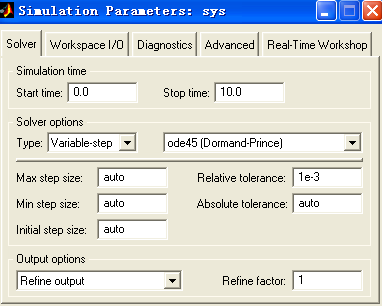 Simulation Parameters: sys
Solver Workspace I/O Diagnostics Advanced Real-Time Workshop
Simulation time
Start time: 0.0 Stop time: 10.0
Solver options
Type: Variable-step ode45 (Dormand-Prince)
Max step size: auto Relative tolerance: 1e-3
Min step size: auto Absolute tolerance: auto
Initial step size: auto
Output options
Refine output Refine factor: 1